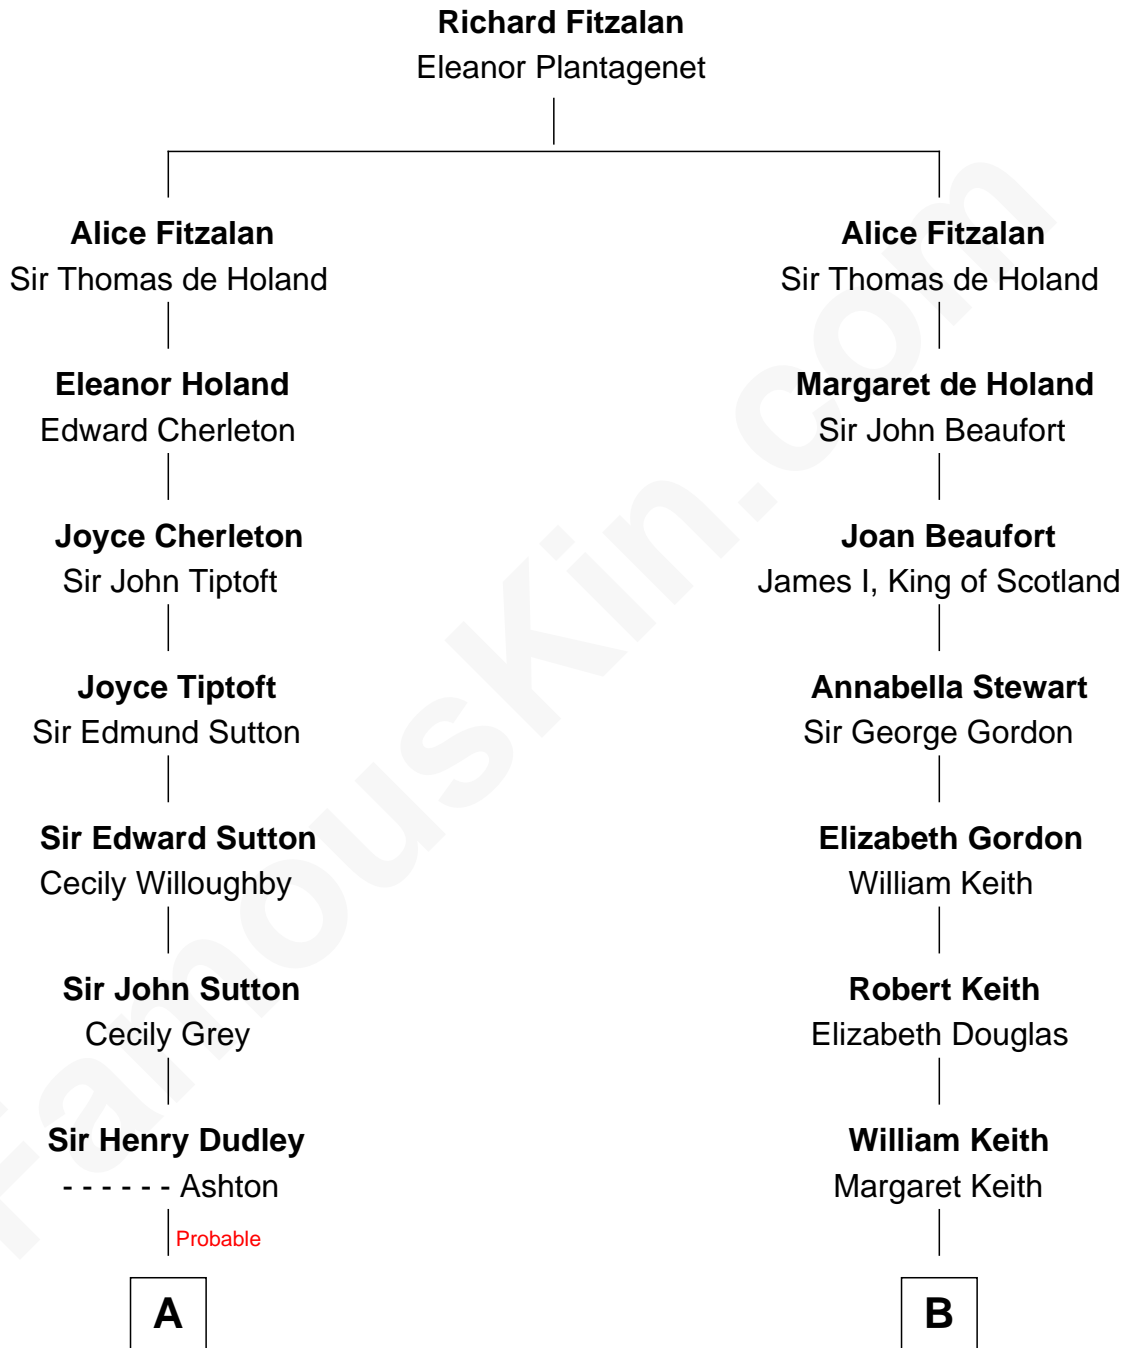 Richard Fitzalan
Eleanor Plantagenet
Alice Fitzalan
Sir Thomas de Holand
Eleanor Holand
Edward Cherleton
Joyce Cherleton
Sir John Tiptoft
Joyce Tiptoft
Sir Edmund Sutton
Sir Edward Sutton
Cecily Willoughby
Sir John Sutton
Cecily Grey
Sir Henry Dudley
- - - - - - Ashton
Probable
A
Alice Fitzalan
Sir Thomas de Holand
Margaret de Holand
Sir John Beaufort
Joan Beaufort
James I, King of Scotland
Annabella Stewart
Sir George Gordon
Elizabeth Gordon
William Keith
Robert Keith
Elizabeth Douglas
William Keith
Margaret Keith
B
FamousKin.com